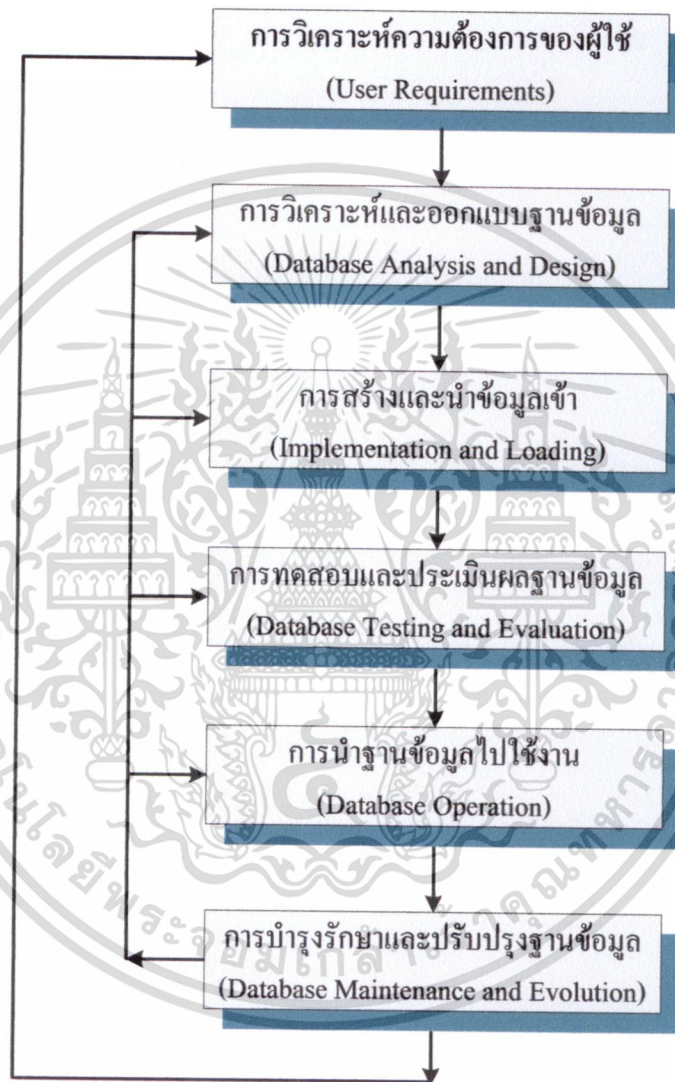 การวิเคราะห์ความต้องการของผู้ใช้
(User Requirements)
การวิเคราะห์และออกแบบฐานข้อมูล
(Database Analysis and Design)
การสร้างและนำข้อมูลเข้า
(Implementation and Loading)
การทดสอบและประเมินผลฐานข้อมูล
(Database Testing and Evaluation)
การนำฐานข้อมูลไปใช้งาน
(Database Operation)
การบำรุงรักษาและปรับปรุงฐานข้อมูล
(Database Maintenance and Evolution)